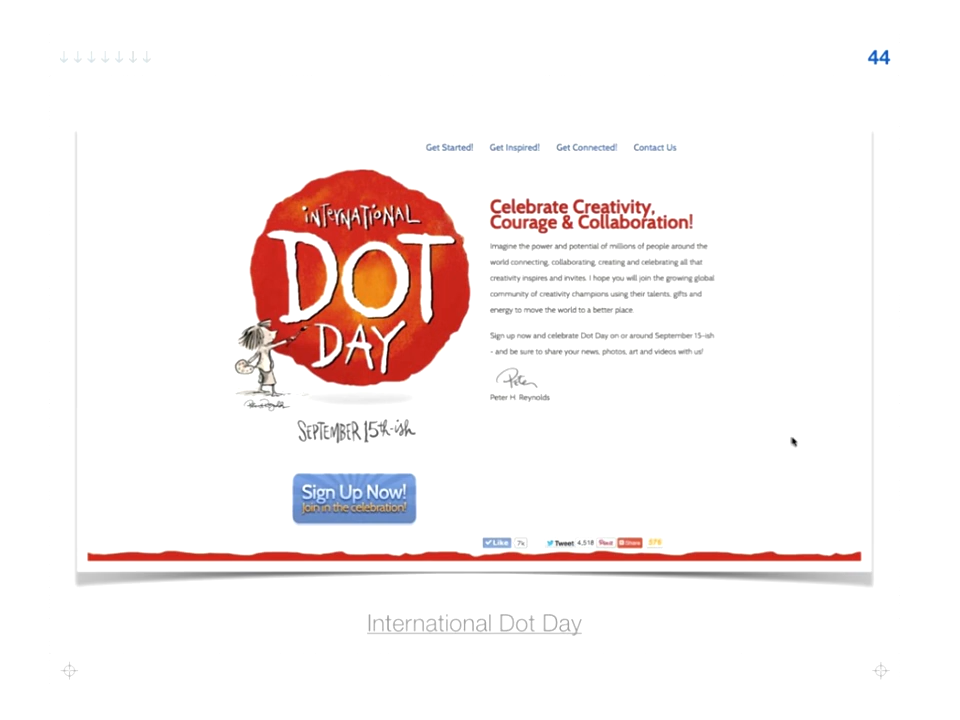 44
Get Started! Get Inspired! Get Connected! Contact Us
INTERNATIONAL
DOT
DAY
SEPTEMBER 15th-ish
Sign Up Now!
Join in the celebration!
Celebrate Creativity,
Courage & Collaboration!
Imagine the power and potential of millions of people around the
world connecting, collaborating, creating and celebrating all that
creativity inspires and invites. I hope you will join the growing global
community of creativity champions using their talents, gifts and
energy to move the world to a better place.
Sign up now and celebrate Dot Day on or around September 15-ish
- and be sure to share your news, photos, art and videos with us!
Peter
Peter H. Reynolds
Like 7k Tweet 4,518 Pin it Share
International Dot Day